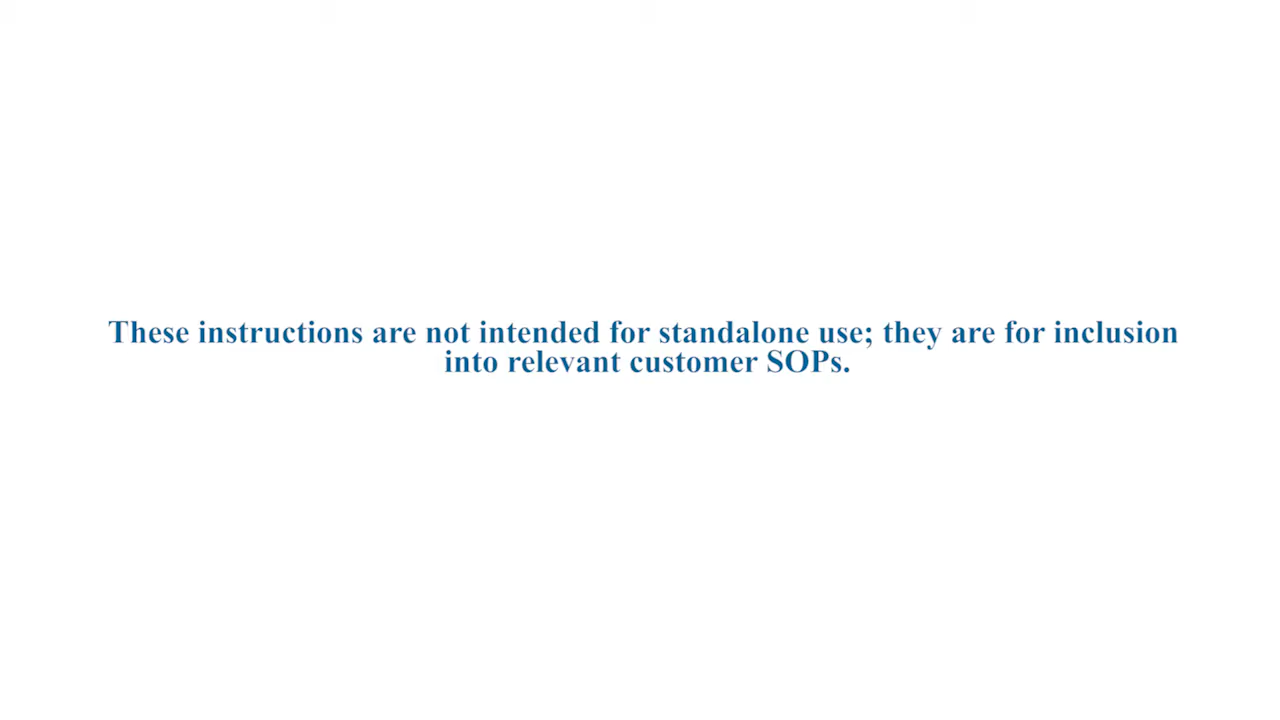 These instructions are not intended for standalone use; they are for inclusion
into relevant customer SOPs.